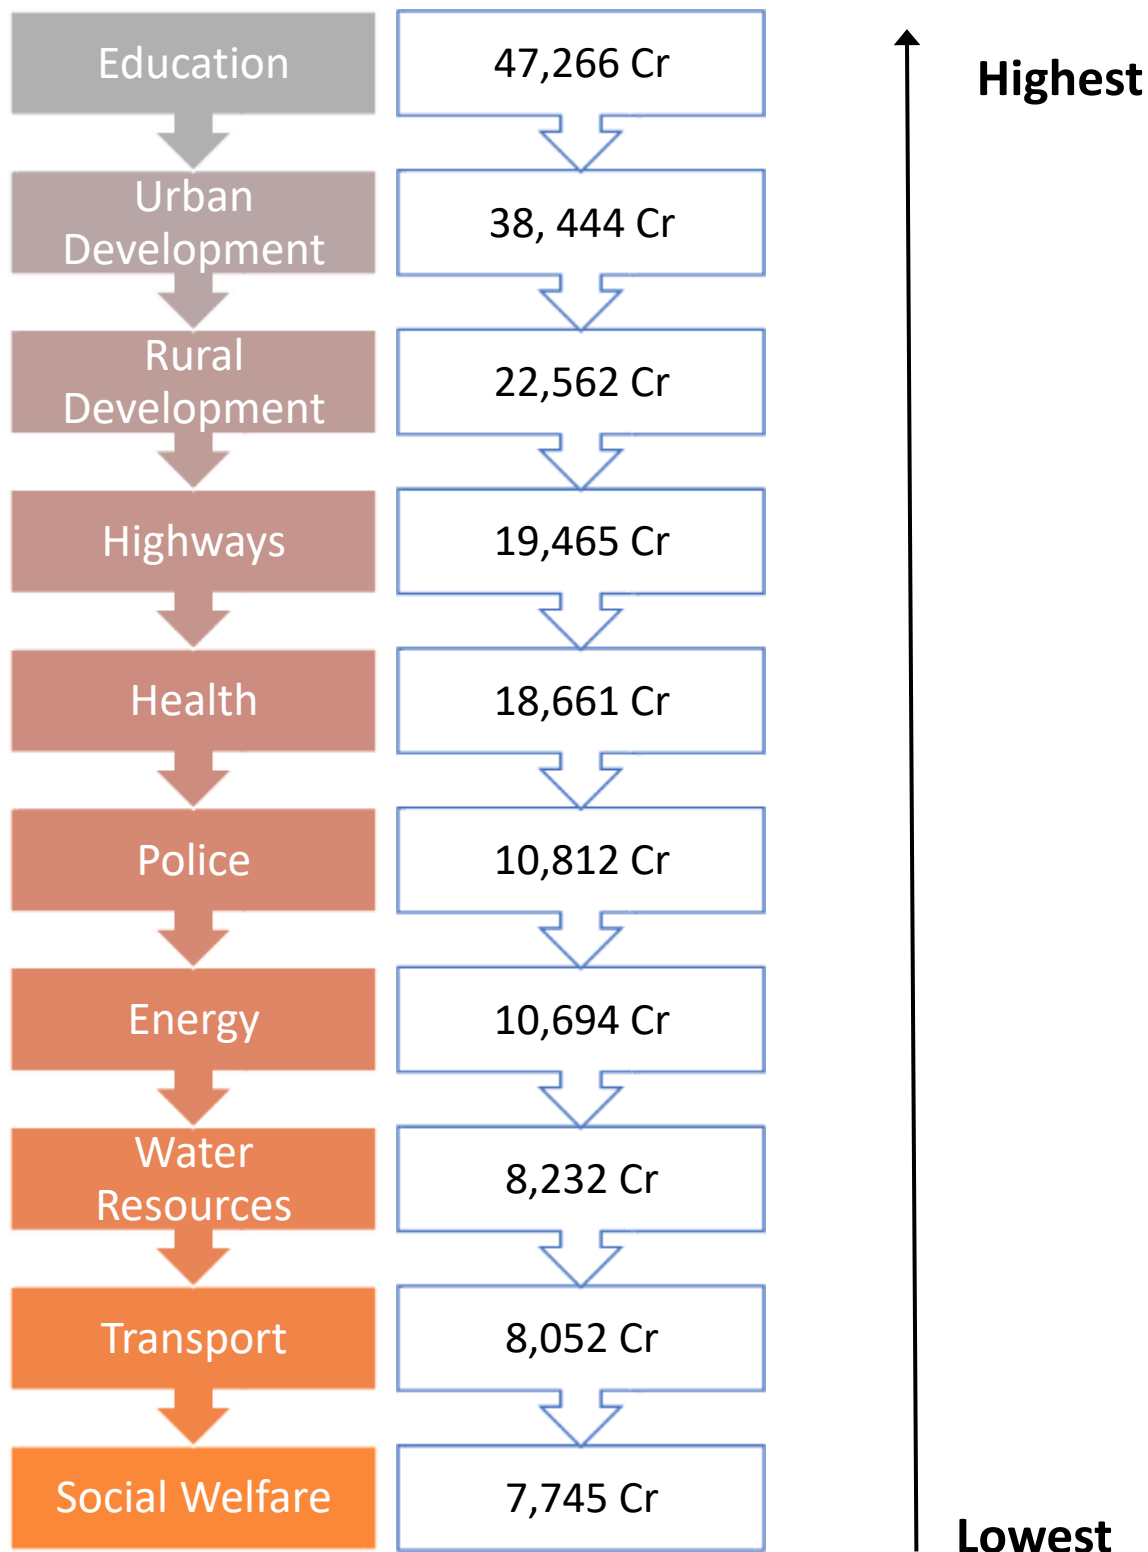 Education
47,266 Cr
Highest
Urban
Development
38, 444 Cr
Rural
Development
22,562 Cr
Highways
19,465 Cr
Health
18,661 Cr
Police
10,812 Cr
Energy
10,694 Cr
Water
Resources
8,232 Cr
Transport
8,052 Cr
Social Welfare
7,745 Cr
Lowest